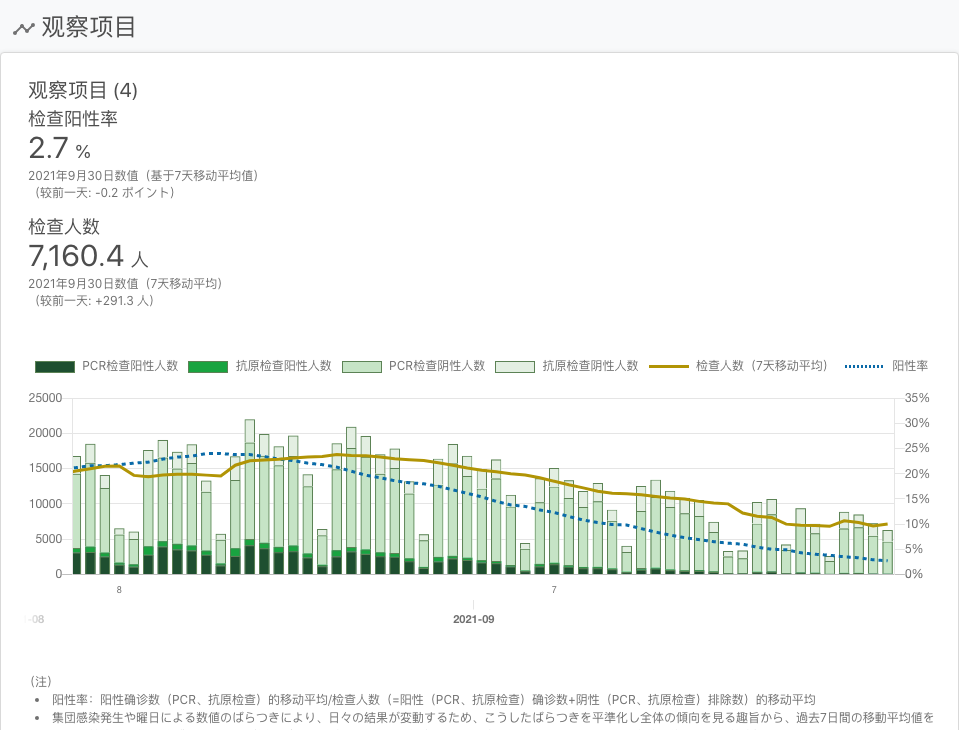 观察项目
观察项目 (4)
检查阳性率
2.7 %
2021年9月30日数值（基于7天移动平均值）
（较前一天: -0.2 ポイント）
检查人数
7,160.4 人
2021年9月30日数值（7天移动平均）
（较前一天: +291.3 人）
PCR检查阳性人数 抗原检查阳性人数 PCR检查阴性人数 抗原检查阴性人数 检查人数（7天移动平均） 阳性率
25000 35%
30%
20000
25%
15000 20%
15%
10000
10%
5000
5%
0 0%
8 7
-08 2021-09
（注）
• 阳性率：阳性确诊数（PCR、抗原检查）的移动平均/检查人数（=阳性（PCR、抗原检查）确诊数+阴性（PCR、抗原检查）排除数）的移动平均
• 集団感染発生や曜日による数値のばらつきにより、日々の結果が変動するため、こうしたばらつきを平準化し全体の傾向を見る趣旨から、過去7日間の移動平均値を